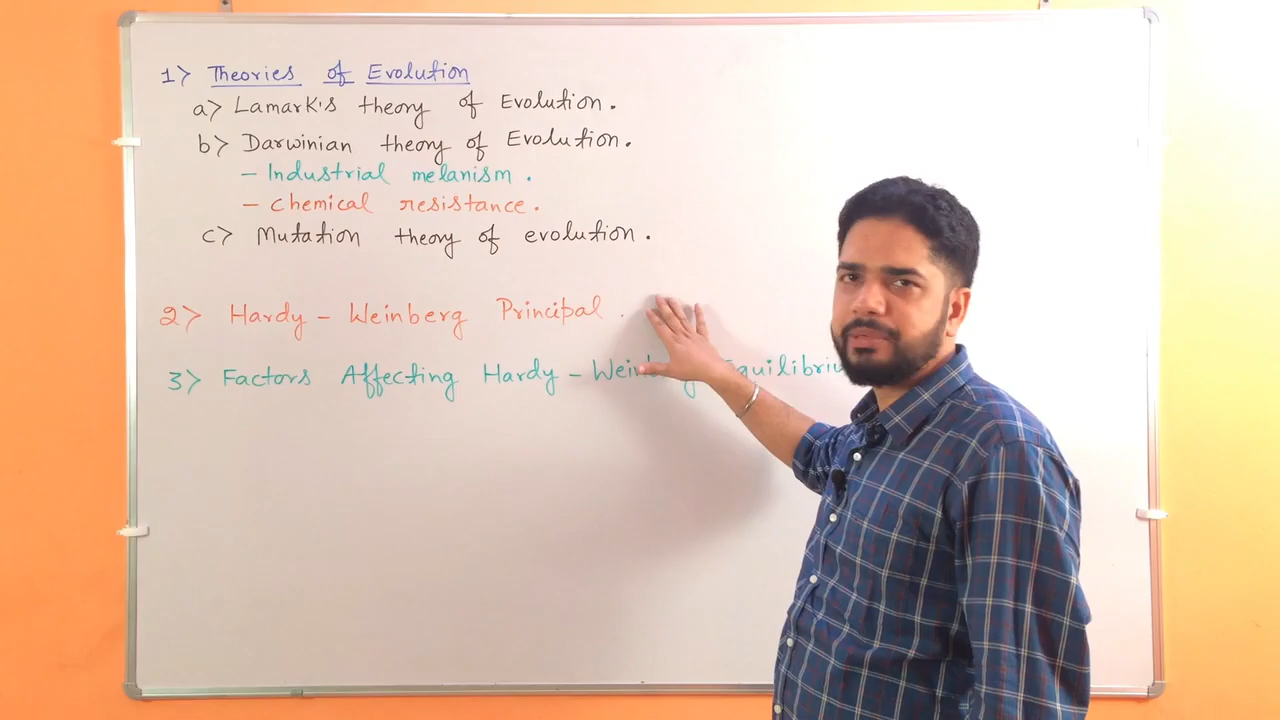 1> Theories of Evolution
a> Lamark's theory of Evolution.
b> Darwinian theory of Evolution.
- Industrial melanism.
- chemical resistance.
c> Mutation theory of evolution.
2> Hardy - Weinberg Principal.
3> Factors Affecting Hardy -